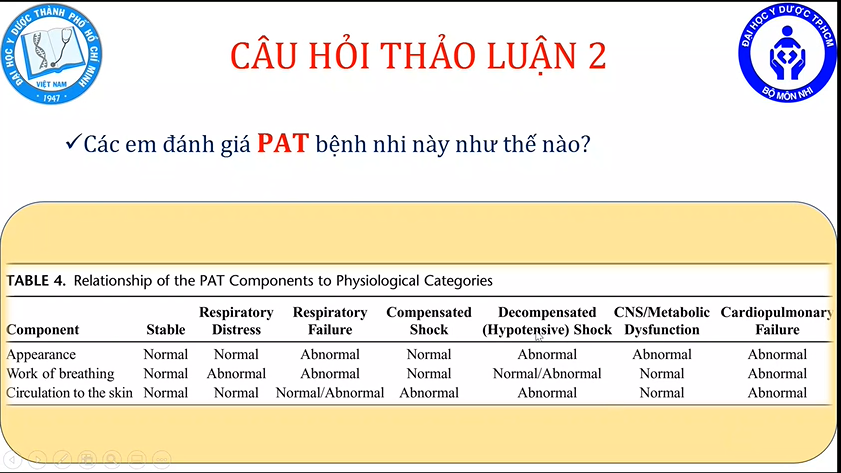 ĐẠI HỌC Y DƯỢC THÀNH PHỐ HỒ CHÍ MINH
VIỆT NAM
1947
ĐẠI HỌC Y DƯỢC TP.HCM
BỘ MÔN NHI
CÂU HỎI THẢO LUẬN 2
✓Các em đánh giá PAT bệnh nhi này như thế nào?
TABLE 4. Relationship of the PAT Components to Physiological Categories
Component Stable Respiratory Distress Respiratory Failure Compensated Shock Decompensated (Hypotensive) Shock CNS/Metabolic Dysfunction Cardiopulmonary Failure
Appearance Normal Normal Abnormal Normal Abnormal Abnormal Abnormal
Work of breathing Normal Abnormal Abnormal Normal Normal/Abnormal Normal Abnormal
Circulation to the skin Normal Normal Normal/Abnormal Abnormal Abnormal Normal Abnormal